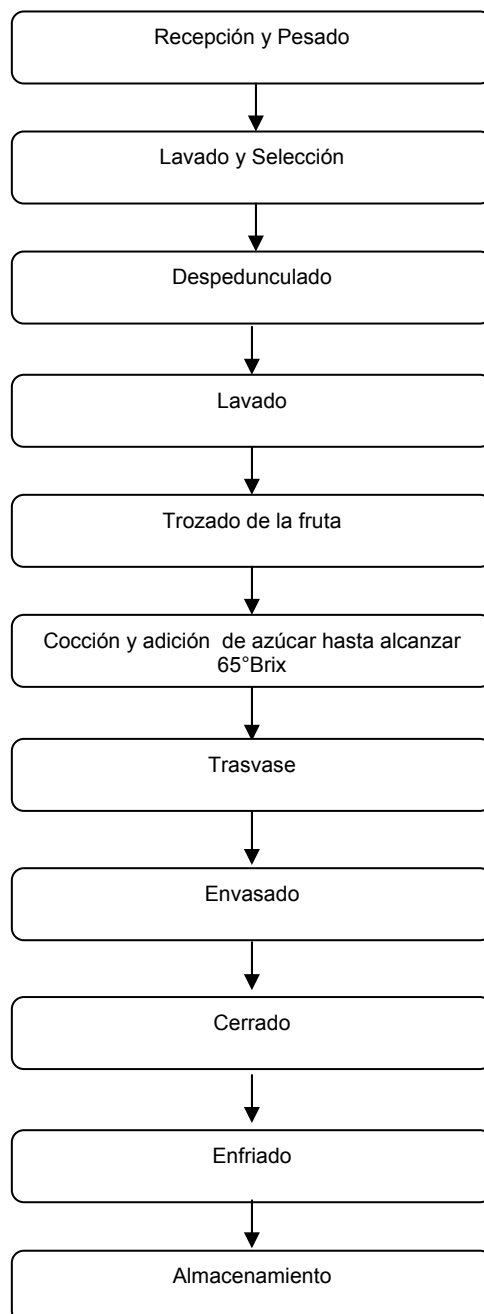 Recepción y Pesado
Lavado y Selección
Despedunculado
Lavado
Trozado de la fruta
Cocción y adición de azúcar hasta alcanzar
65°Brix
Trasvase
Envasado
Cerrado
Enfriado
Almacenamiento